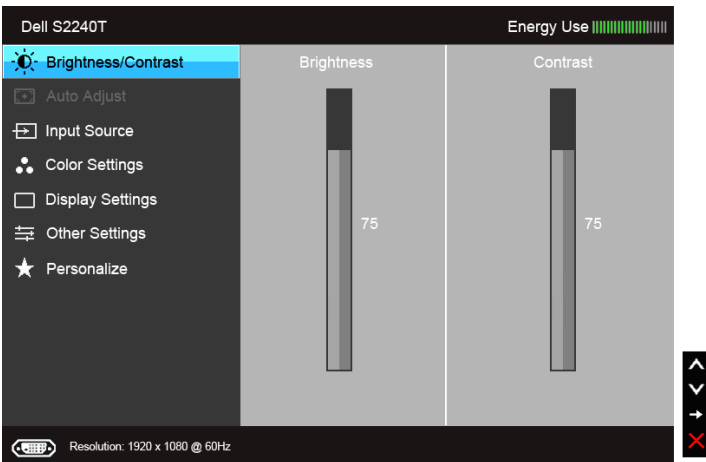 Dell S2240T
Energy Use
Brightness/Contrast
Auto Adjust
Input Source
Color Settings
Display Settings
Other Settings
Personalize
Brightness
Contrast
75
75
Resolution: 1920 x 1080 @ 60Hz